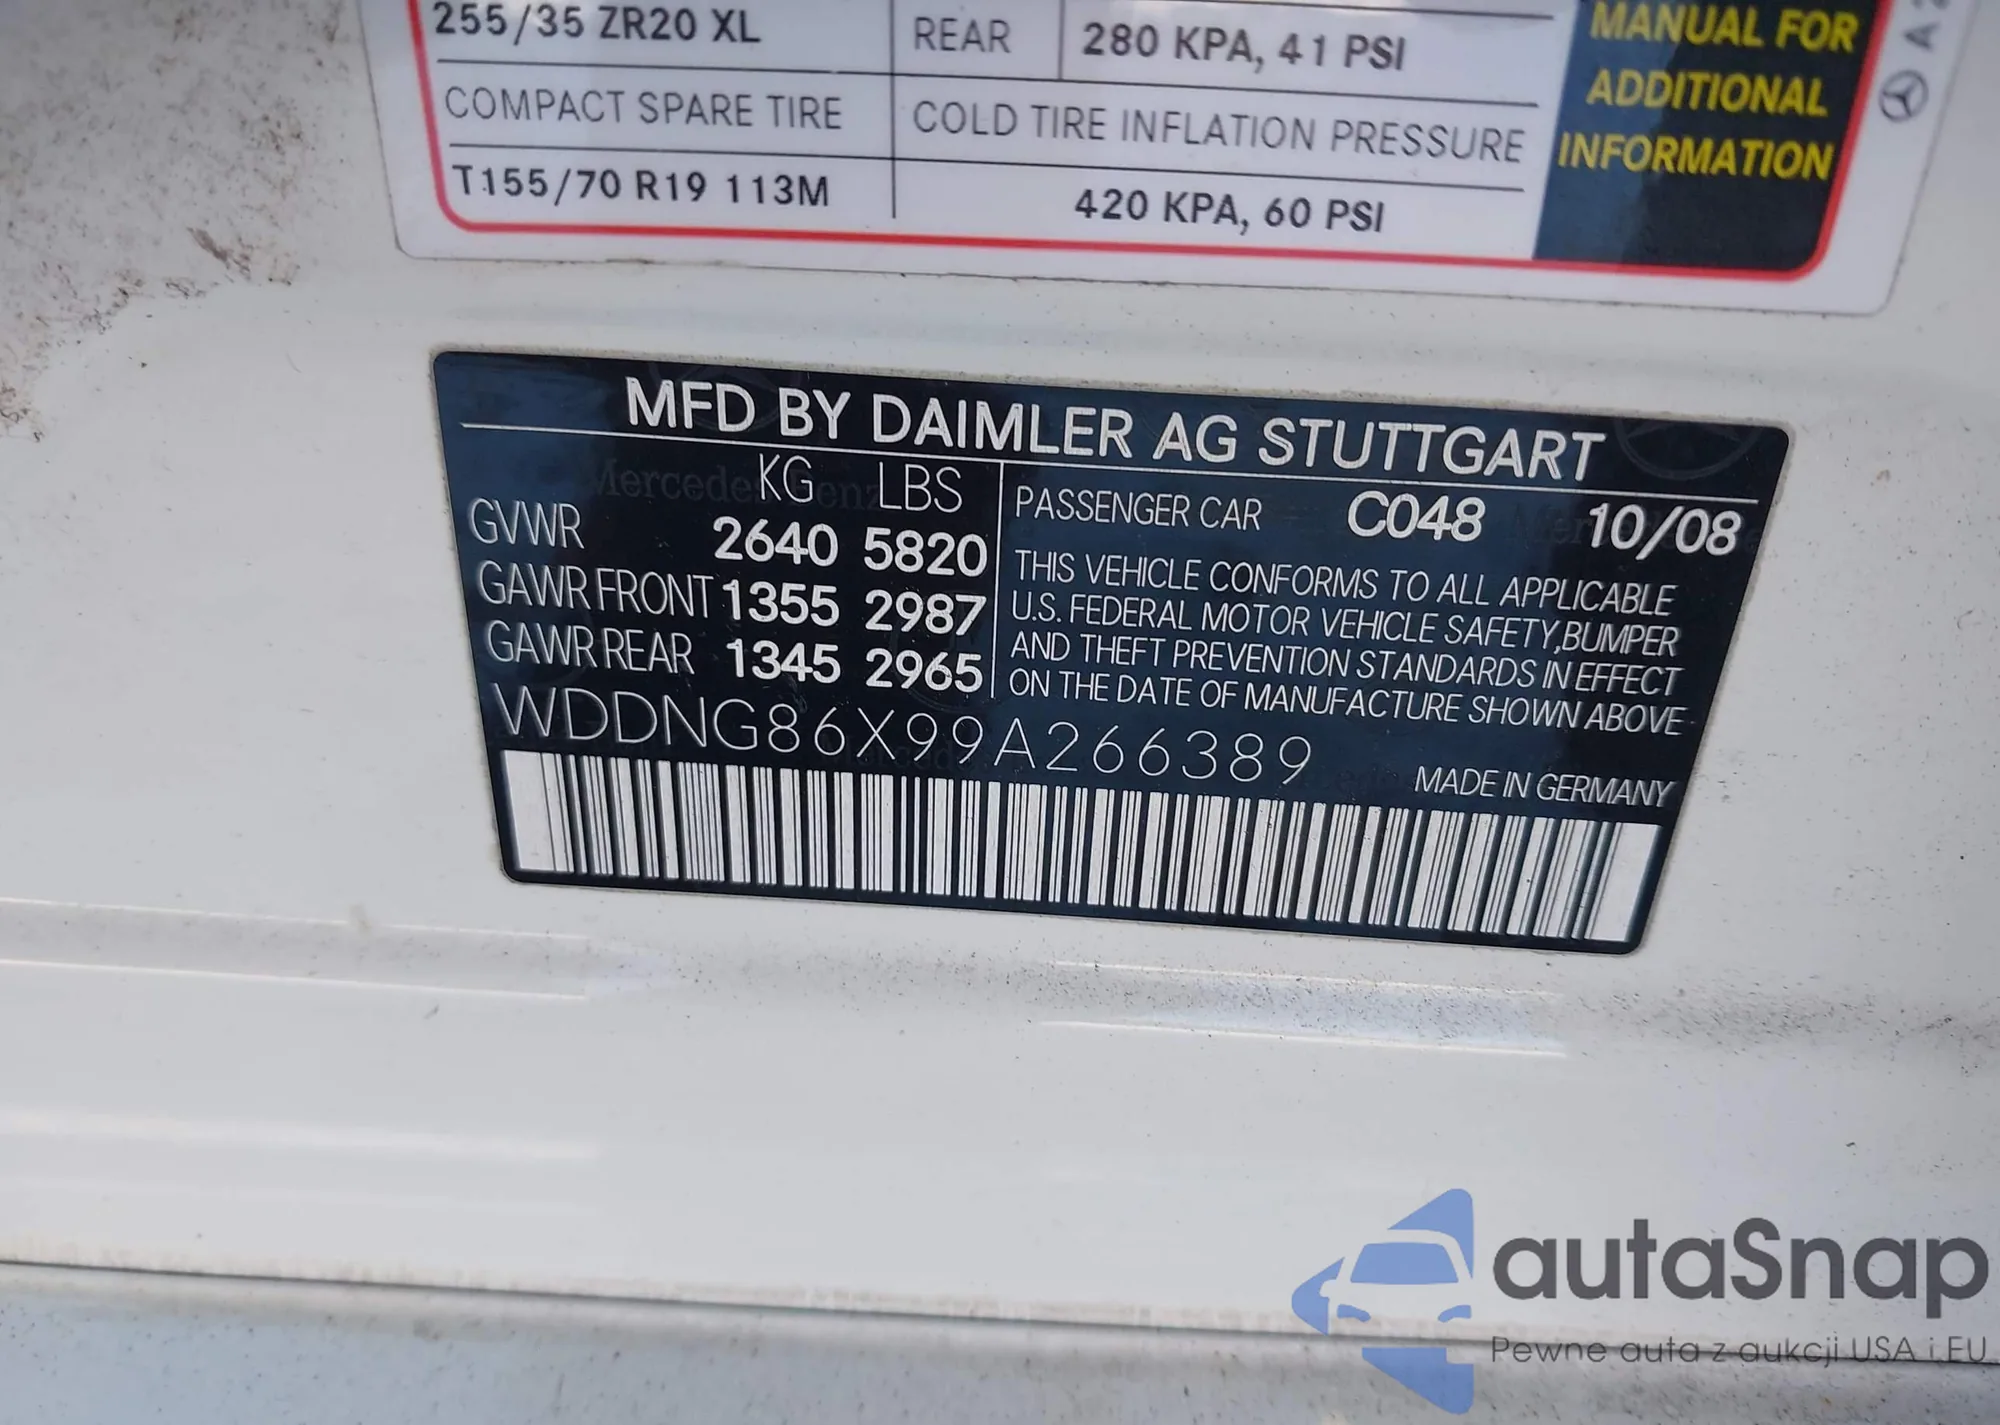 255/35 ZR20 XL REAR 280 KPA, 41 PSI
COMPACT SPARE TIRE COLD TIRE INFLATION PRESSURE
T155/70 R19 113M 420 KPA, 60 PSI
MANUAL FOR
ADDITIONAL
INFORMATION
MFD BY DAIMLER AG STUTTGART
KG LBS
GVWR 2640 5820
GAWR FRONT 1355 2987
GAWR REAR 1345 2965
PASSENGER CAR C048 10/08
THIS VEHICLE CONFORMS TO ALL APPLICABLE
U.S. FEDERAL MOTOR VEHICLE SAFETY, BUMPER
AND THEFT PREVENTION STANDARDS IN EFFECT
ON THE DATE OF MANUFACTURE SHOWN ABOVE
WDDNG86X99A266389
MADE IN GERMANY
autaSnap
Pewne auta z aukcji USA i EU